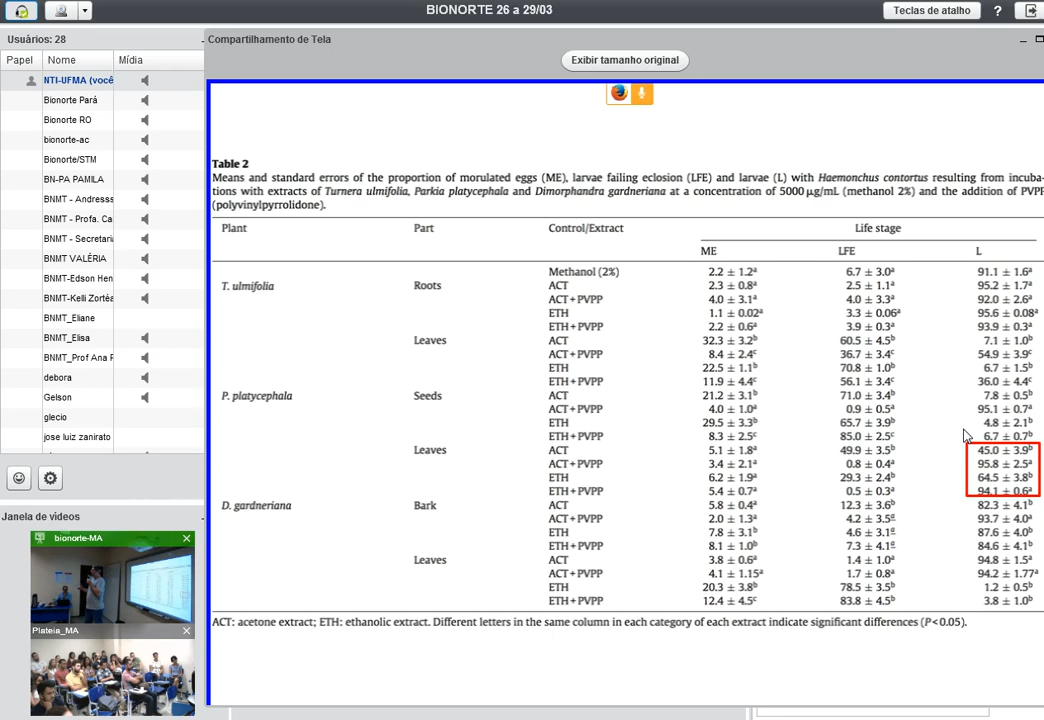 BIONORTE 26 a 29/03
Teclas de atalho
?
Usuários: 28
Papel Nome Mídia
NTI-UFMA (você
Bionorte Pará
Bionorte RO
bionorte-ac
Bionorte/STM
BN-PA PAMILA
BNMT - Andresss
BNMT - Profa. Ca
BNMT - Secretari
BNMT VALÉRIA
BNMT-Edson Hen
BNMT-Kelli Zortéa
BNMT_Eliane
BNMT_Elisa
BNMT_Prof Ana P
debora
Gelson
glecio
jose luiz zanirato
Janela de videos
bionorte-MA
Plateia_MA
Compartilhamento de Tela
Exibir tamanho original
Table 2
Means and standard errors of the proportion of morulated eggs (ME), larvae failing eclosion (LFE) and larvae (L) with Haemonchus contortus resulting from incuba-
tions with extracts of Turnera ulmifolia, Parkia platycephala and Dimorphandra gardneriana at a concentration of 5000 μg/mL (methanol 2%) and the addition of PVPP
(polyvinylpyrrolidone).
Plant Part Control/Extract Life stage
ME LFE L
Methanol (2%) 2.2 ± 1.2ᵃ 6.7 ± 3.0ᵃ 91.1 ± 1.6ᵃ
T. ulmifolia Roots ACT 2.3 ± 0.8ᵃ 2.5 ± 1.1ᵃ 95.2 ± 1.7ᵃ
ACT + PVPP 4.0 ± 3.1ᵃ 4.0 ± 3.3ᵃ 92.0 ± 2.6ᵃ
ETH 1.1 ± 0.02ᵃ 3.3 ± 0.06ᵃ 95.6 ± 0.08ᵃ
ETH + PVPP 2.2 ± 0.6ᵃ 3.9 ± 0.3ᵃ 93.9 ± 0.3ᵃ
Leaves ACT 32.3 ± 3.2ᵇ 60.5 ± 4.5ᵇ 7.1 ± 1.0ᵇ
ACT + PVPP 8.4 ± 2.4ᶜ 36.7 ± 3.4ᶜ 54.9 ± 3.9ᶜ
ETH 22.5 ± 1.1ᵇ 70.8 ± 1.0ᵇ 6.7 ± 1.5ᵇ
ETH + PVPP 11.9 ± 4.4ᶜ 56.1 ± 3.4ᶜ 36.0 ± 4.4ᶜ
P. platycephala Seeds ACT 21.2 ± 3.1ᵇ 71.0 ± 3.4ᵇ 7.8 ± 0.5ᵇ
ACT + PVPP 4.0 ± 1.0ᵃ 0.9 ± 0.5ᵃ 95.1 ± 0.7ᵃ
ETH 29.5 ± 3.3ᵇ 65.7 ± 3.9ᵇ 4.8 ± 2.1ᵇ
ETH + PVPP 8.3 ± 2.5ᶜ 85.0 ± 2.5ᶜ 6.7 ± 0.7ᵇ
Leaves ACT 5.1 ± 1.8ᵃ 49.9 ± 3.5ᵇ 45.0 ± 3.9ᵇ
ACT + PVPP 3.4 ± 2.1ᵃ 0.8 ± 0.4ᵃ 95.8 ± 2.5ᵃ
ETH 6.2 ± 1.9ᵃ 29.3 ± 2.4ᵇ 64.5 ± 3.8ᵇ
ETH + PVPP 5.4 ± 0.7ᵃ 0.5 ± 0.3ᵃ 94.1 ± 0.6ᵃ
D. gardneriana Bark ACT 5.8 ± 0.4ᵃ 12.3 ± 3.6ᵇ 82.3 ± 4.1ᵇ
ACT + PVPP 2.0 ± 1.3ᵃ 4.2 ± 3.5ᵃ 93.7 ± 4.0ᵃ
ETH 7.8 ± 3.1ᵇ 4.6 ± 3.1ᵃ 87.6 ± 4.0ᵇ
ETH + PVPP 8.1 ± 1.0ᵇ 7.3 ± 4.1ᵃ 84.6 ± 4.1ᵇ
Leaves ACT 3.8 ± 0.6ᵃ 1.4 ± 1.0ᵃ 94.8 ± 1.5ᵃ
ACT + PVPP 4.1 ± 1.15ᵃ 1.7 ± 0.8ᵃ 94.2 ± 1.77ᵃ
ETH 20.3 ± 3.8ᵇ 78.5 ± 3.5ᵇ 1.2 ± 0.5ᵇ
ETH + PVPP 12.4 ± 4.5ᶜ 83.8 ± 4.5ᵇ 3.8 ± 1.0ᵇ
ACT: acetone extract; ETH: ethanolic extract. Different letters in the same column in each category of each extract indicate significant differences (P < 0.05).